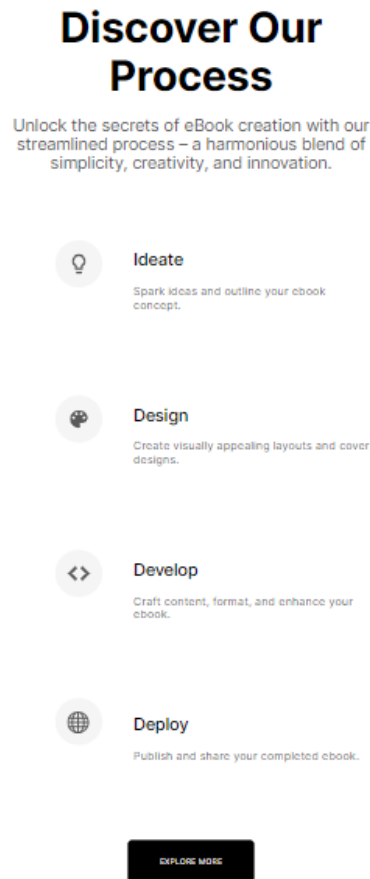 Discover Our
Process
Unlock the secrets of eBook creation with our
streamlined process – a harmonious blend of
simplicity, creativity, and innovation.
Ideate
Spark ideas and outline your ebook
concept.
Design
Create visually appealing layouts and cover
designs.
Develop
Craft content, format, and enhance your
ebook.
Deploy
Publish and share your completed ebook.
EXPLORE MORE